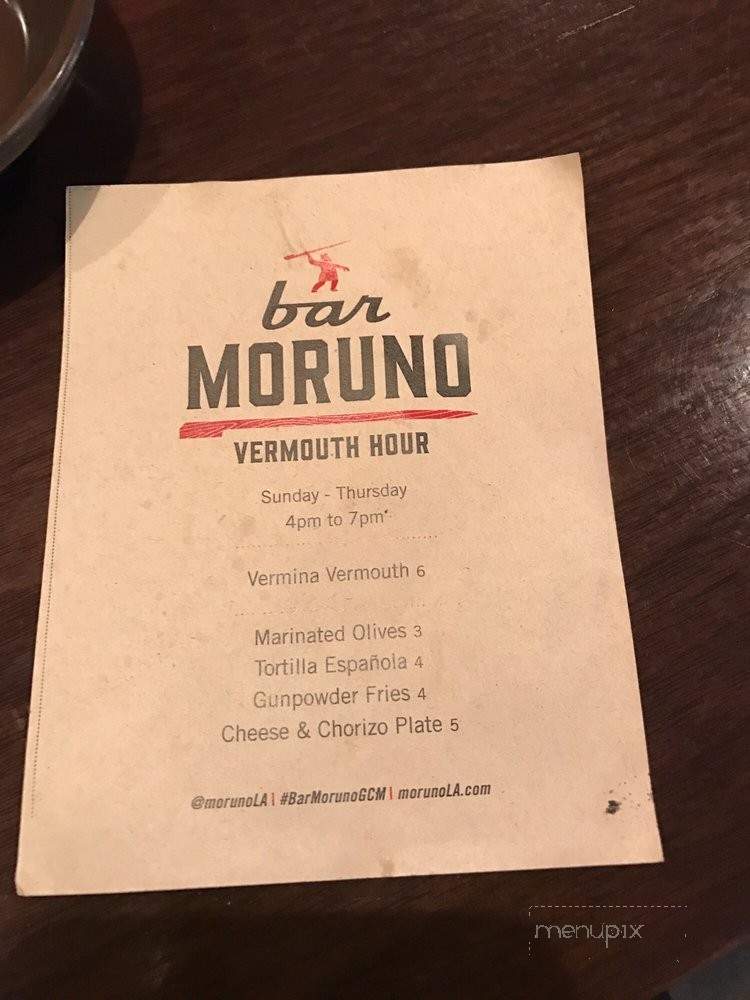 bar
MORUNO
VERMOUTH HOUR
Sunday - Thursday
4pm to 7pm
Vermina Vermouth 6
Marinated Olives 3
Tortilla Española 4
Gunpowder Fries 4
Cheese & Chorizo Plate 5
@morunoLA \ #BarMorunoGCM \ morunoLA.com
menupix